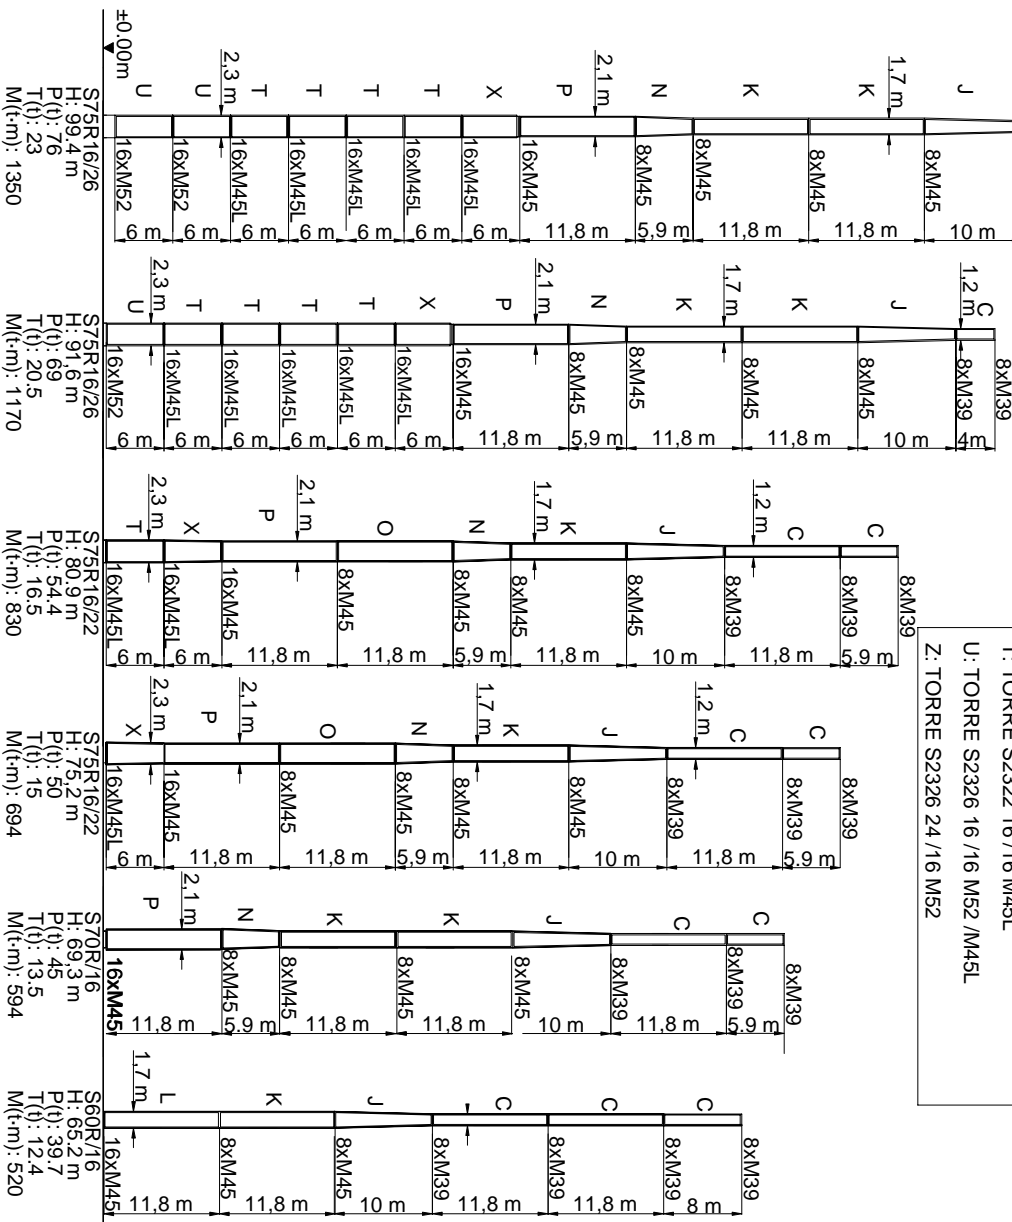 ±0.00m
U U T T T T X P N K K J
2,3 m 2,1 m 1,7 m
16xM52 16xM52 16xM45L 16xM45L 16xM45L 16xM45L 16xM45L 16xM45 8xM45 8xM45 8xM45 8xM45
6 m 6 m 6 m 6 m 6 m 6 m 6 m 11,8 m 5,9 m 11,8 m 11,8 m 10 m
S75R16/26
H: 99,4 m
P(t): 76
T(t): 23
M(t·m): 1350
U T T T T X P N K K J C
2,3 m 2,1 m 1,7 m 1,2 m
16xM52 16xM45L 16xM45L 16xM45L 16xM45L 16xM45L 16xM45 8xM45 8xM45 8xM45 8xM45 8xM39 8xM39
6 m 6 m 6 m 6 m 6 m 6 m 11,8 m 5,9 m 11,8 m 11,8 m 10 m 4m
S75R16/26
H: 91,6 m
P(t): 69
T(t): 20.5
M(t·m): 1170
T X P O N K J C C
2,3 m 2,1 m 1,7 m 1,2 m
16xM45L 16xM45L 16xM45 8xM45 8xM45 8xM45 8xM45 8xM39 8xM39 8xM39
6 m 6 m 11,8 m 11,8 m 5,9 m 11,8 m 10 m 11,8 m 5.9 m
S75R16/22
H: 80,9 m
P(t): 54.4
T(t): 16.5
M(t·m): 830
X P O N K J C C
2,3 m 2,1 m 1,7 m 1,2 m
16xM45L 16xM45 8xM45 8xM45 8xM45 8xM45 8xM39 8xM39 8xM39
6 m 11,8 m 11,8 m 5,9 m 11,8 m 10 m 11,8 m 5.9 m
S75R16/22
H: 75,2 m
P(t): 50
T(t): 15
M(t·m): 694
P N K K J C C
2,1 m
16xM45 8xM45 8xM45 8xM45 8xM45 8xM39 8xM39 8xM39
11,8 m 5.9 m 11,8 m 11,8 m 10 m 11,8 m 5.9 m
S70R/16
H: 69,3 m
P(t): 45
T(t): 13.5
M(t·m): 594
L K J C C C
1,7 m
16xM45 8xM45 8xM45 8xM39 8xM39 8xM39 8xM39
11,8 m 11,8 m 10 m 11,8 m 11,8 m 8 m
S60R/16
H: 65.2 m
P(t): 39.7
T(t): 12.4
M(t·m): 520
T: TORRE S2322 16 /16 M45L
U: TORRE S2326 16 /16 M52 /M45L
Z: TORRE S2326 24 /16 M52